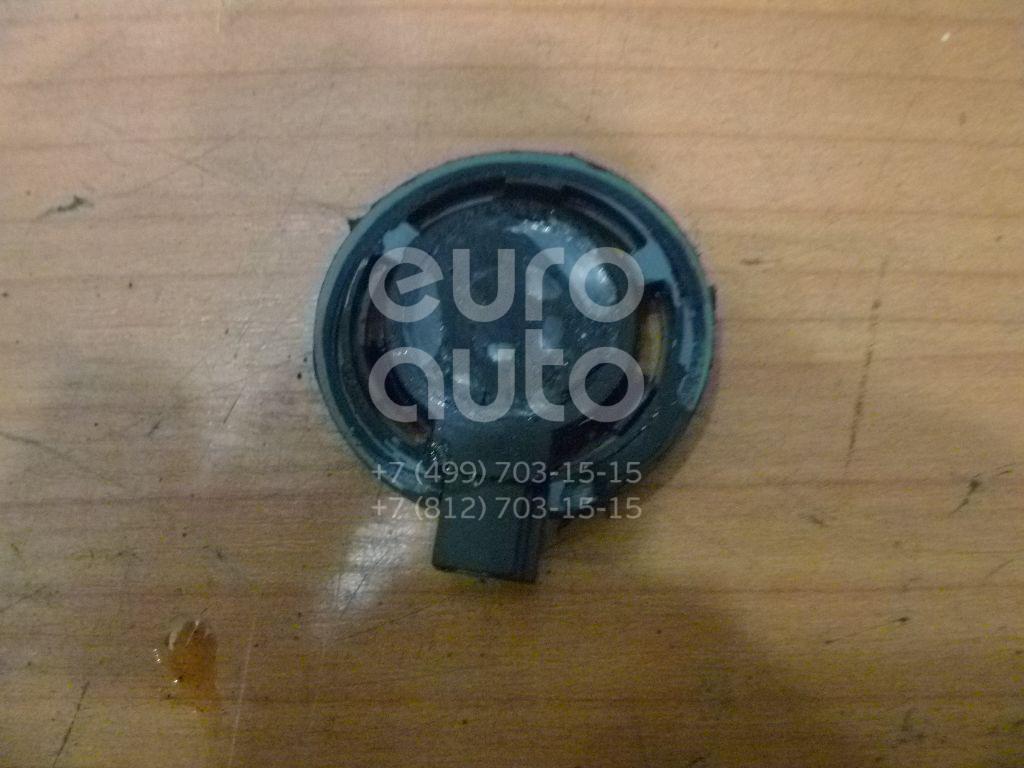 euro
auto
+7 (499) 703-15-15
+7 (812) 703-15-15